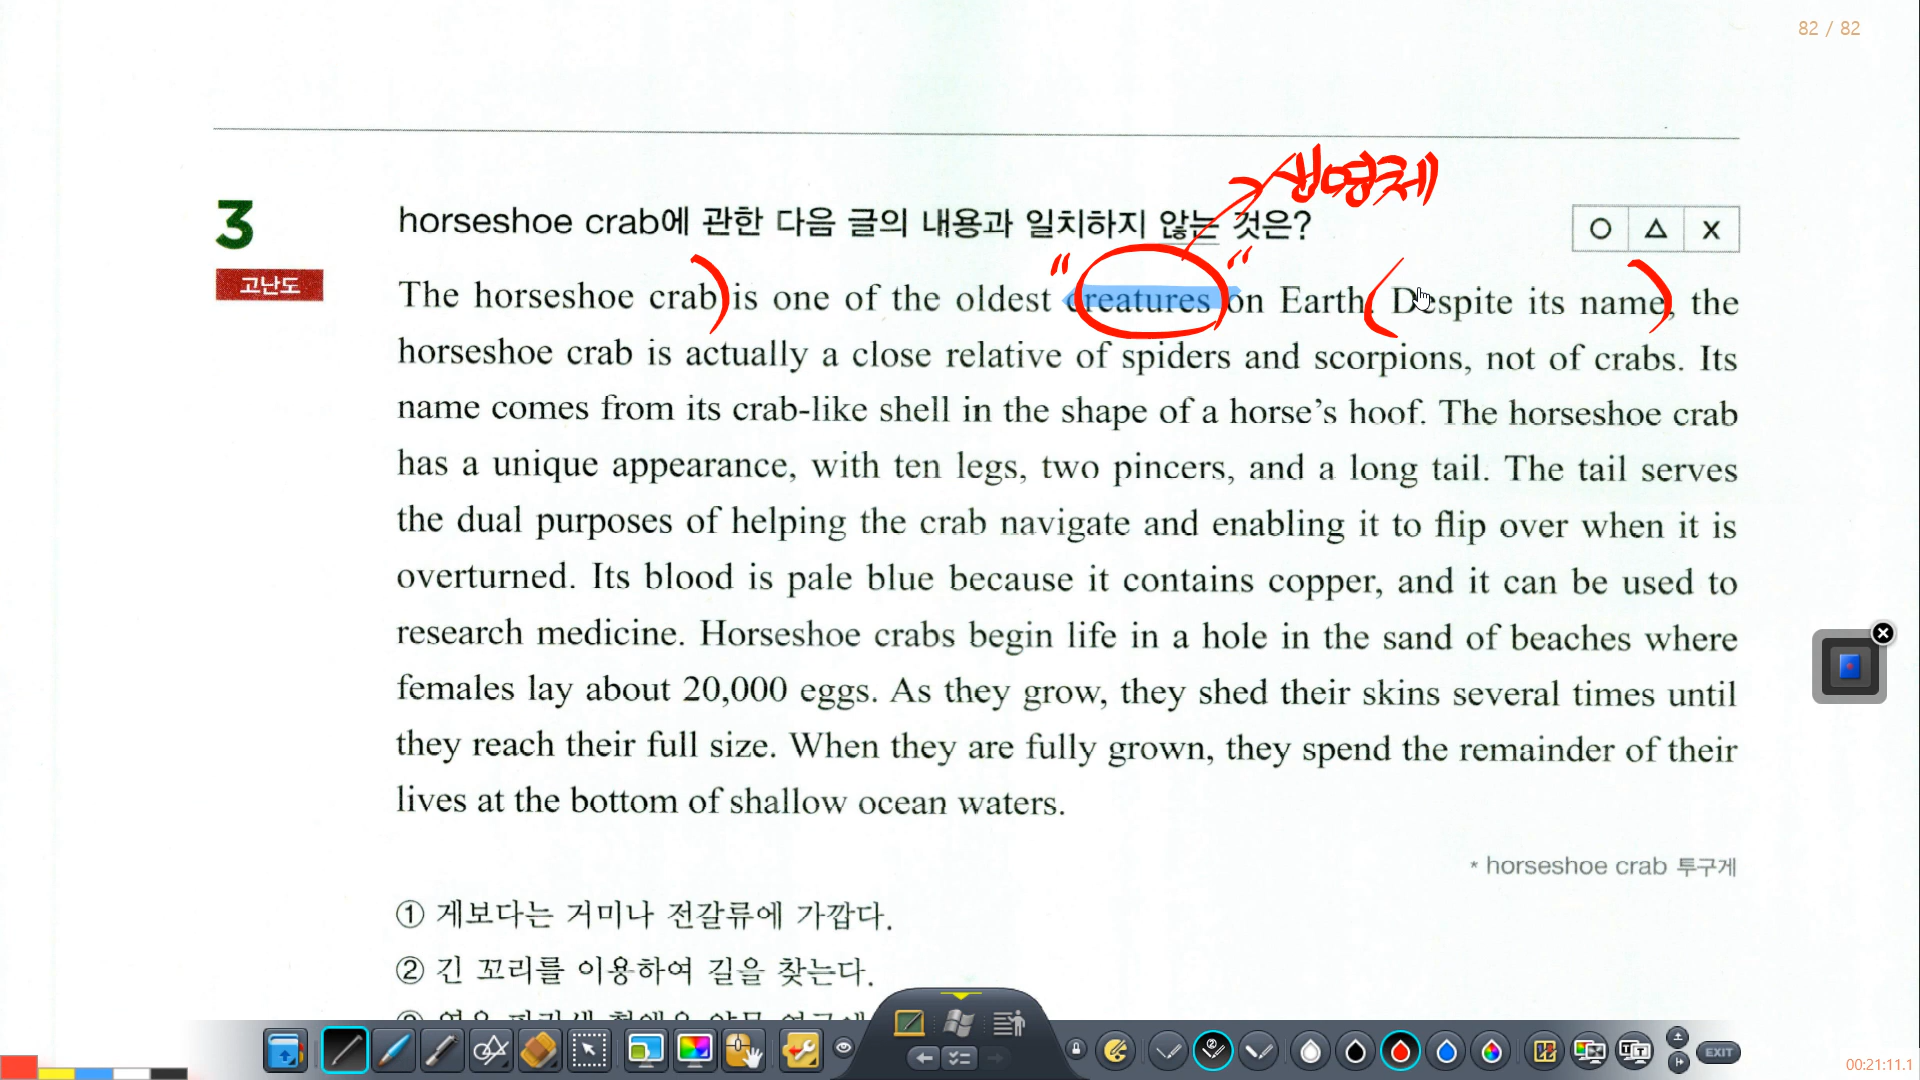 82 / 82
생명체
3
horseshoe crab에 관한 다음 글의 내용과 일치하지 않는 것은?
O △ X
고난도
" "
The horseshoe crab) is one of the oldest creatures on Earth. (Despite its name), the
horseshoe crab is actually a close relative of spiders and scorpions, not of crabs. Its
name comes from its crab-like shell in the shape of a horse's hoof. The horseshoe crab
has a unique appearance, with ten legs, two pincers, and a long tail. The tail serves
the dual purposes of helping the crab navigate and enabling it to flip over when it is
overturned. Its blood is pale blue because it contains copper, and it can be used to
research medicine. Horseshoe crabs begin life in a hole in the sand of beaches where
females lay about 20,000 eggs. As they grow, they shed their skins several times until
they reach their full size. When they are fully grown, they spend the remainder of their
lives at the bottom of shallow ocean waters.
* horseshoe crab 투구게
① 게보다는 거미나 전갈류에 가깝다.
② 긴 꼬리를 이용하여 길을 찾는다.
EXIT
00:21:11.1